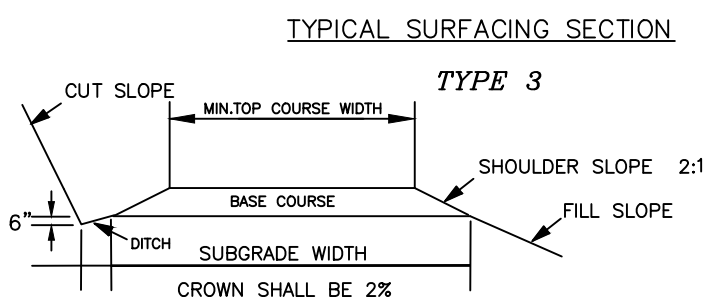 TYPICAL SURFACING SECTION
TYPE 3
CUT SLOPE
MIN.TOP COURSE WIDTH
SHOULDER SLOPE 2:1
BASE COURSE
FILL SLOPE
6"
DITCH
SUBGRADE WIDTH
CROWN SHALL BE 2%